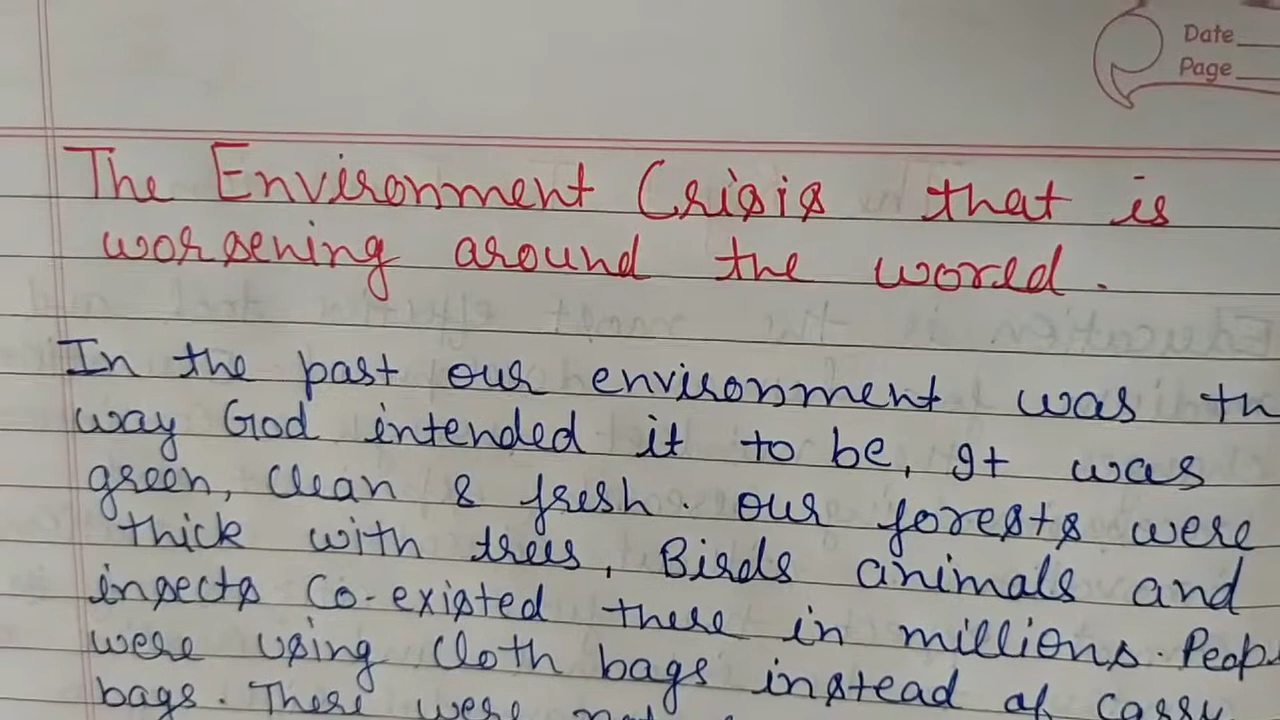 Date
Page
The Environment Crisis that is
worsening around the world.
In the past our environment was th
way God intended it to be, It was
green, clean & fresh. our forests were
thick with trees, Birds animals and
insects Co-existed there in millions. Peop
were using cloth bags instead of carry
bags. There were